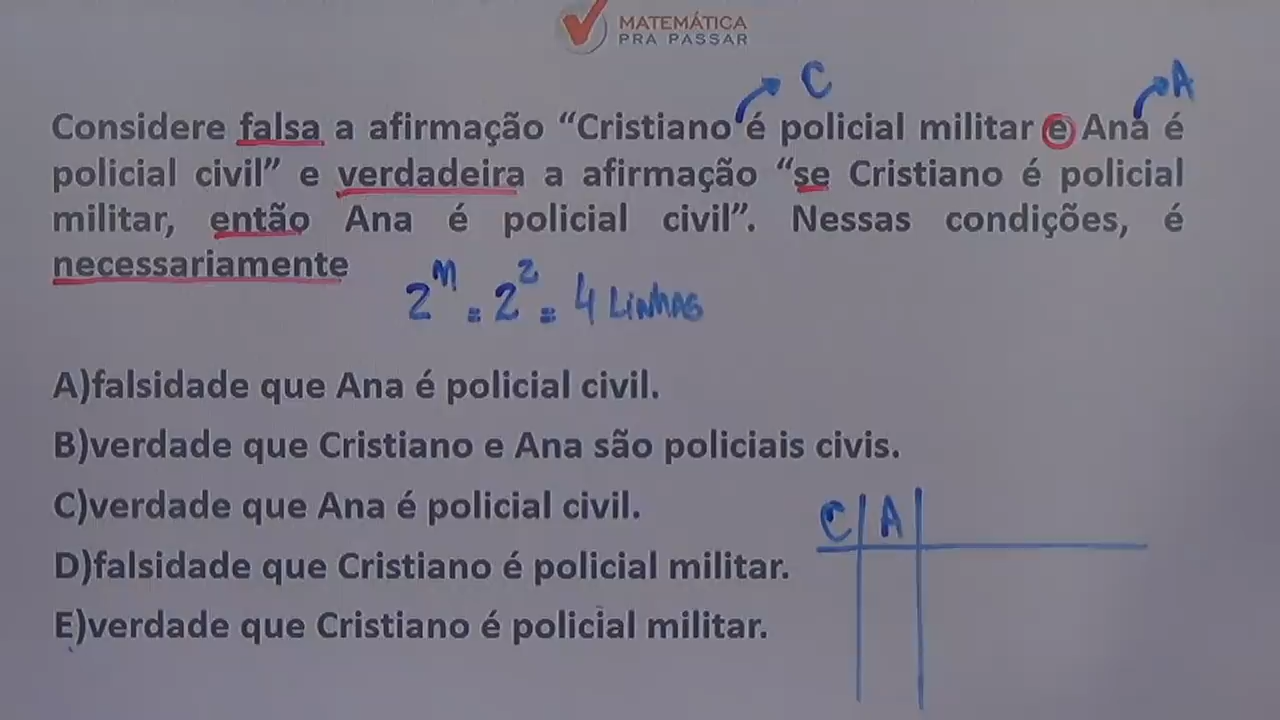 MATEMÁTICA
PRA PASSAR
C A
Considere falsa a afirmação “Cristiano é policial militar e Ana é
policial civil” e verdadeira a afirmação “se Cristiano é policial
militar, então Ana é policial civil”. Nessas condições, é
necessariamente
2^n = 2^2 = 4 LINHAS
A)falsidade que Ana é policial civil.
B)verdade que Cristiano e Ana são policiais civis.
C)verdade que Ana é policial civil.
C A
D)falsidade que Cristiano é policial militar.
E)verdade que Cristiano é policial militar.